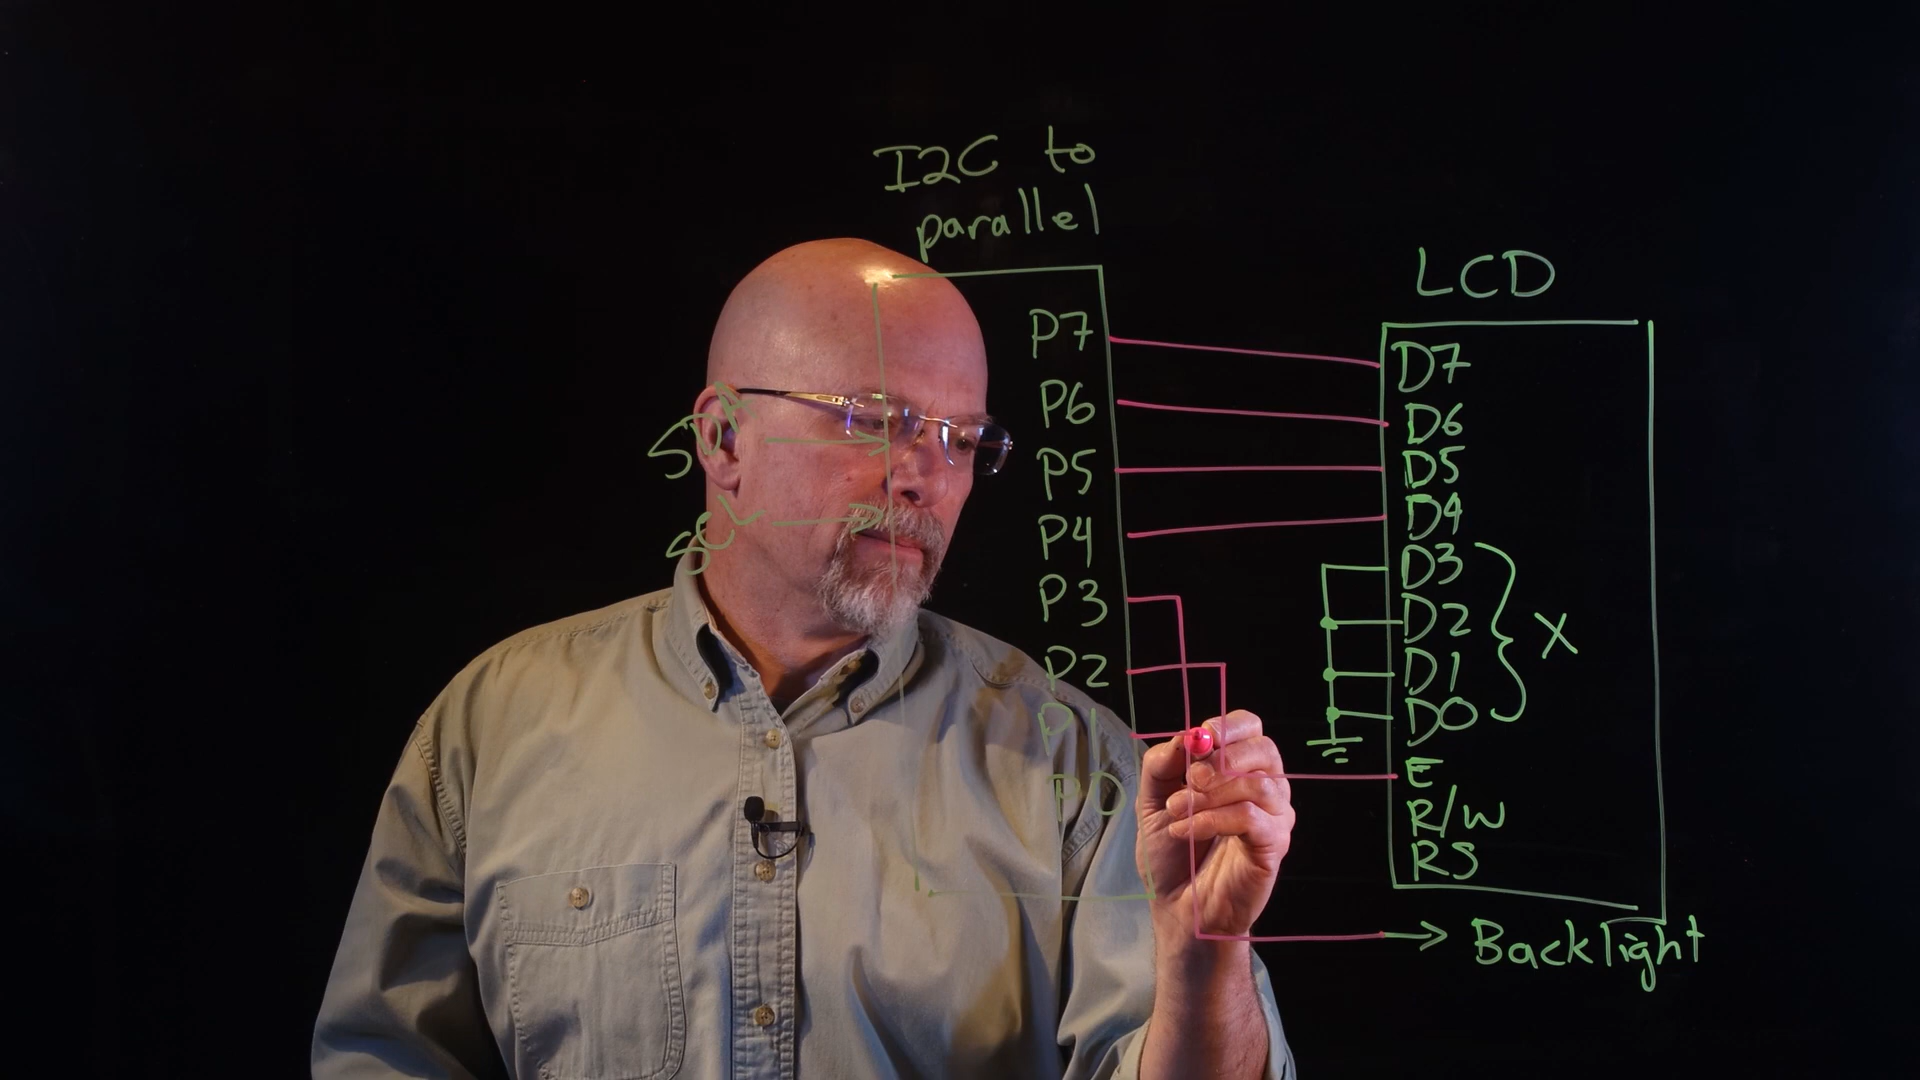 I2C to
parallel
SDA
SCL
P7
P6
P5
P4
P3
P2
P1
P0
LCD
D7
D6
D5
D4
D3
D2
D1
D0
X
E
R/W
RS
Backlight